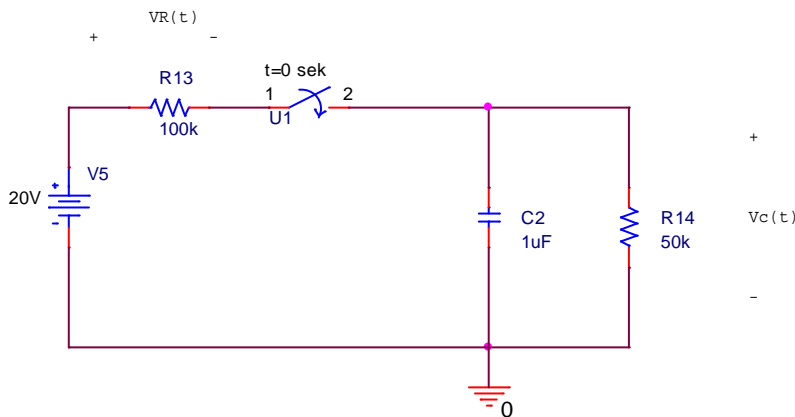 VR(t)
+ -
R13
100k
t=0 sek
1 2
U1
V5
20V
+
-
C2
1uF
R14
50k
+
Vc(t)
-
0